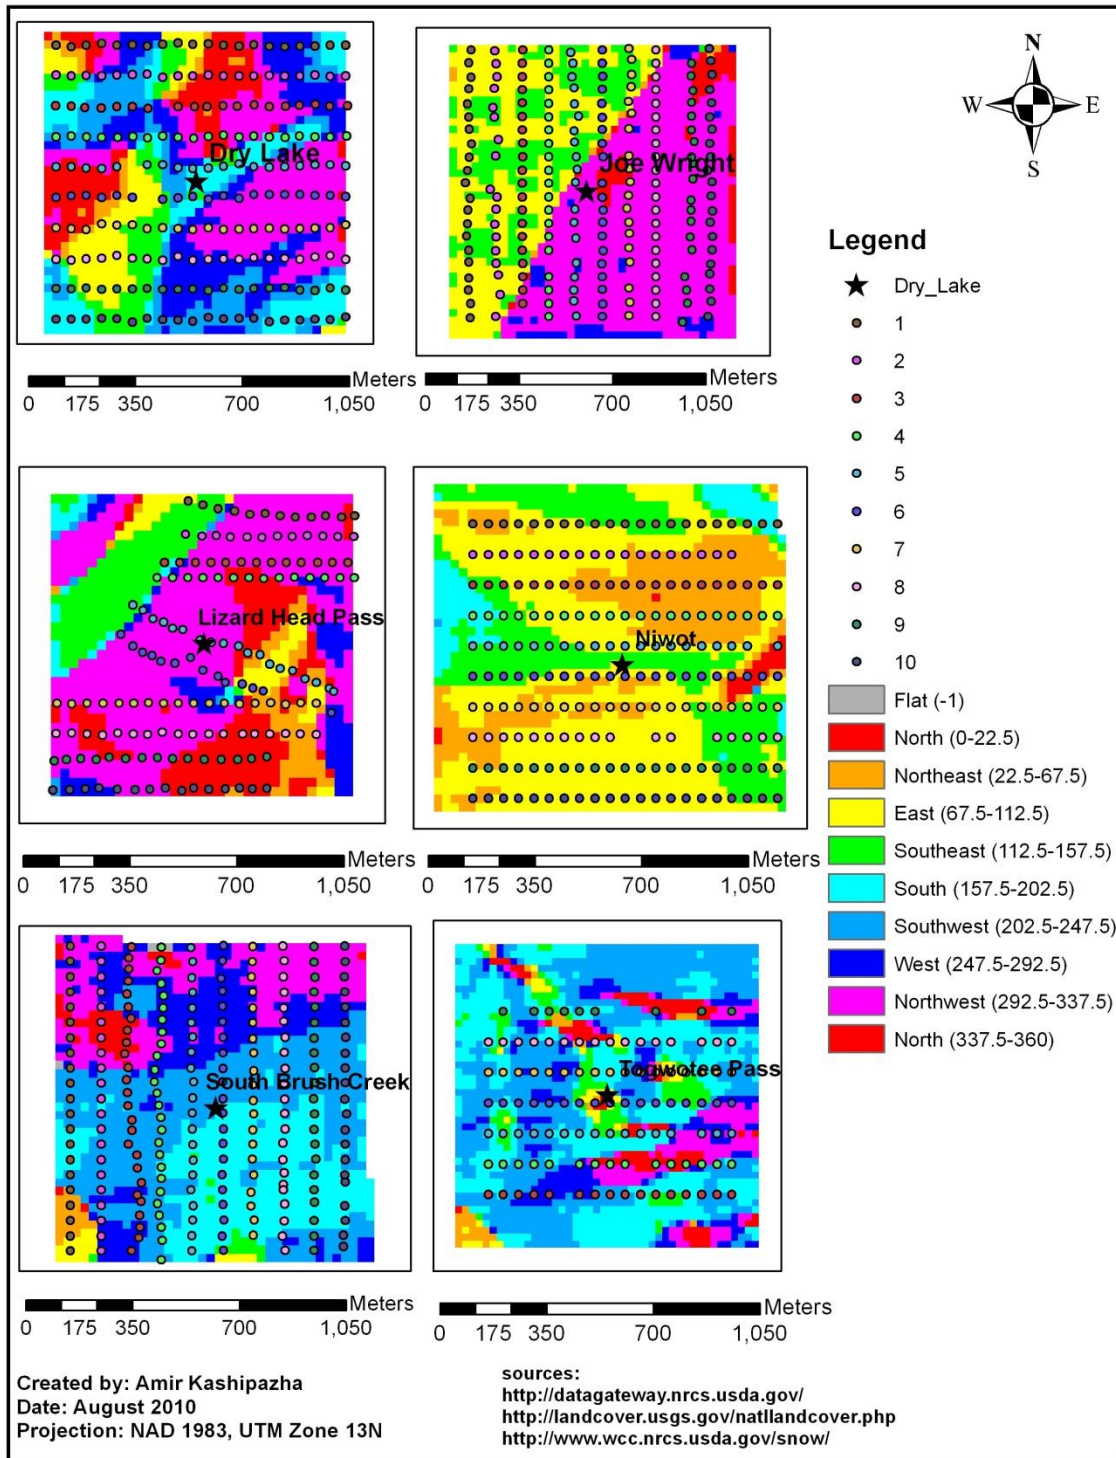 N
W E
S
Dry Lake
Meters
0 175 350 700 1,050
Joe Wright
Meters
0 175 350 700 1,050
Lizard Head Pass
Meters
0 175 350 700 1,050
Niwot
Meters
0 175 350 700 1,050
South Brush Creek
Meters
0 175 350 700 1,050
Togwotee Pass
Meters
0 175 350 700 1,050
Legend
Dry_Lake
1
2
3
4
5
6
7
8
9
10
Flat (-1)
North (0-22.5)
Northeast (22.5-67.5)
East (67.5-112.5)
Southeast (112.5-157.5)
South (157.5-202.5)
Southwest (202.5-247.5)
West (247.5-292.5)
Northwest (292.5-337.5)
North (337.5-360)
Created by: Amir Kashipazha
Date: August 2010
Projection: NAD 1983, UTM Zone 13N
sources:
http://datagateway.nrcs.usda.gov/
http://landcover.usgs.gov/natllandcover.php
http://www.wcc.nrcs.usda.gov/snow/